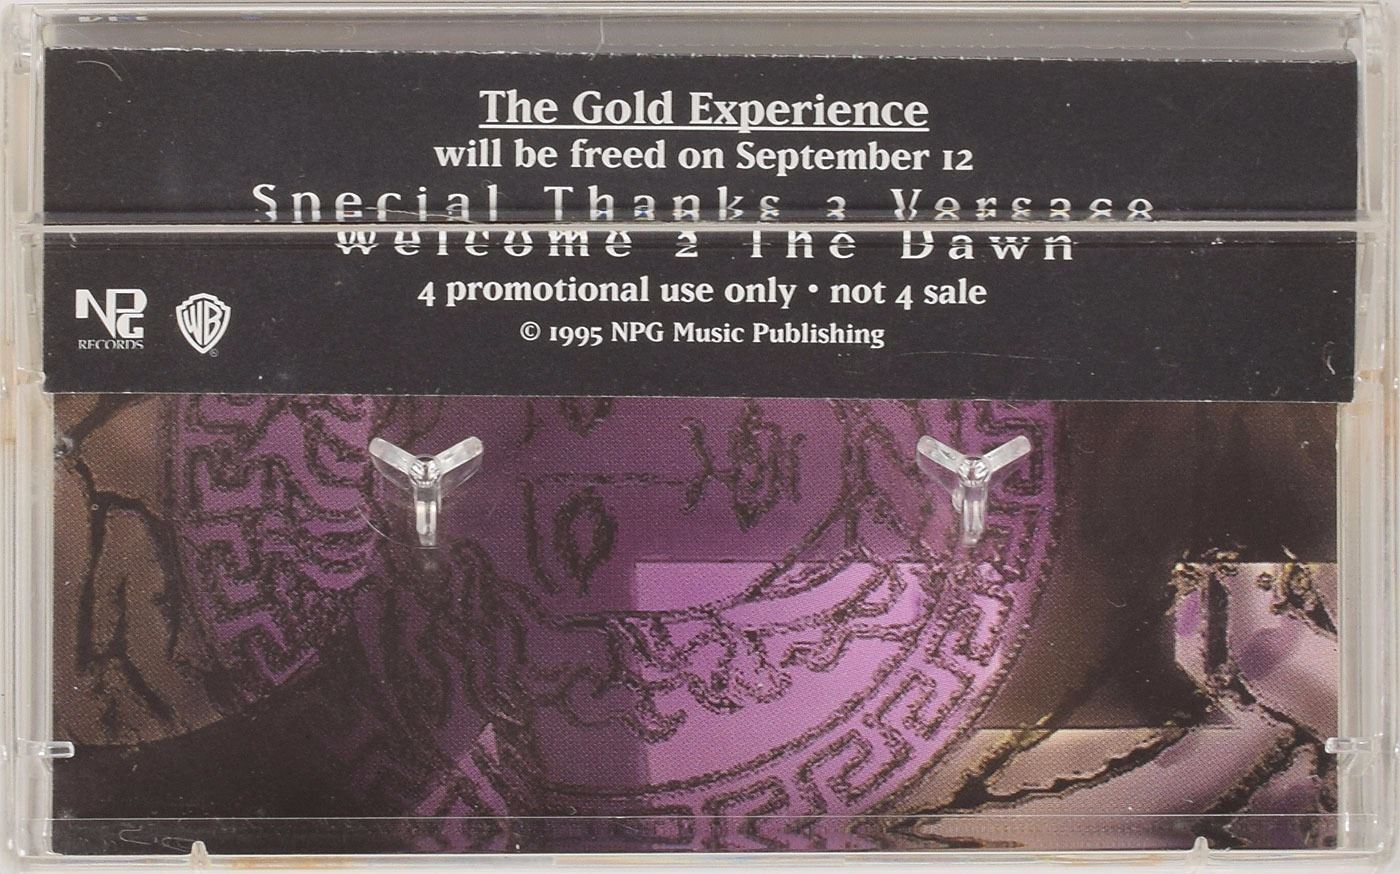 The Gold Experience
will be freed on September 12
Special Thanks 2 Versace
Welcome 2 The Dawn
4 promotional use only • not 4 sale
© 1995 NPG Music Publishing
NPG
RECORDS
WB
®